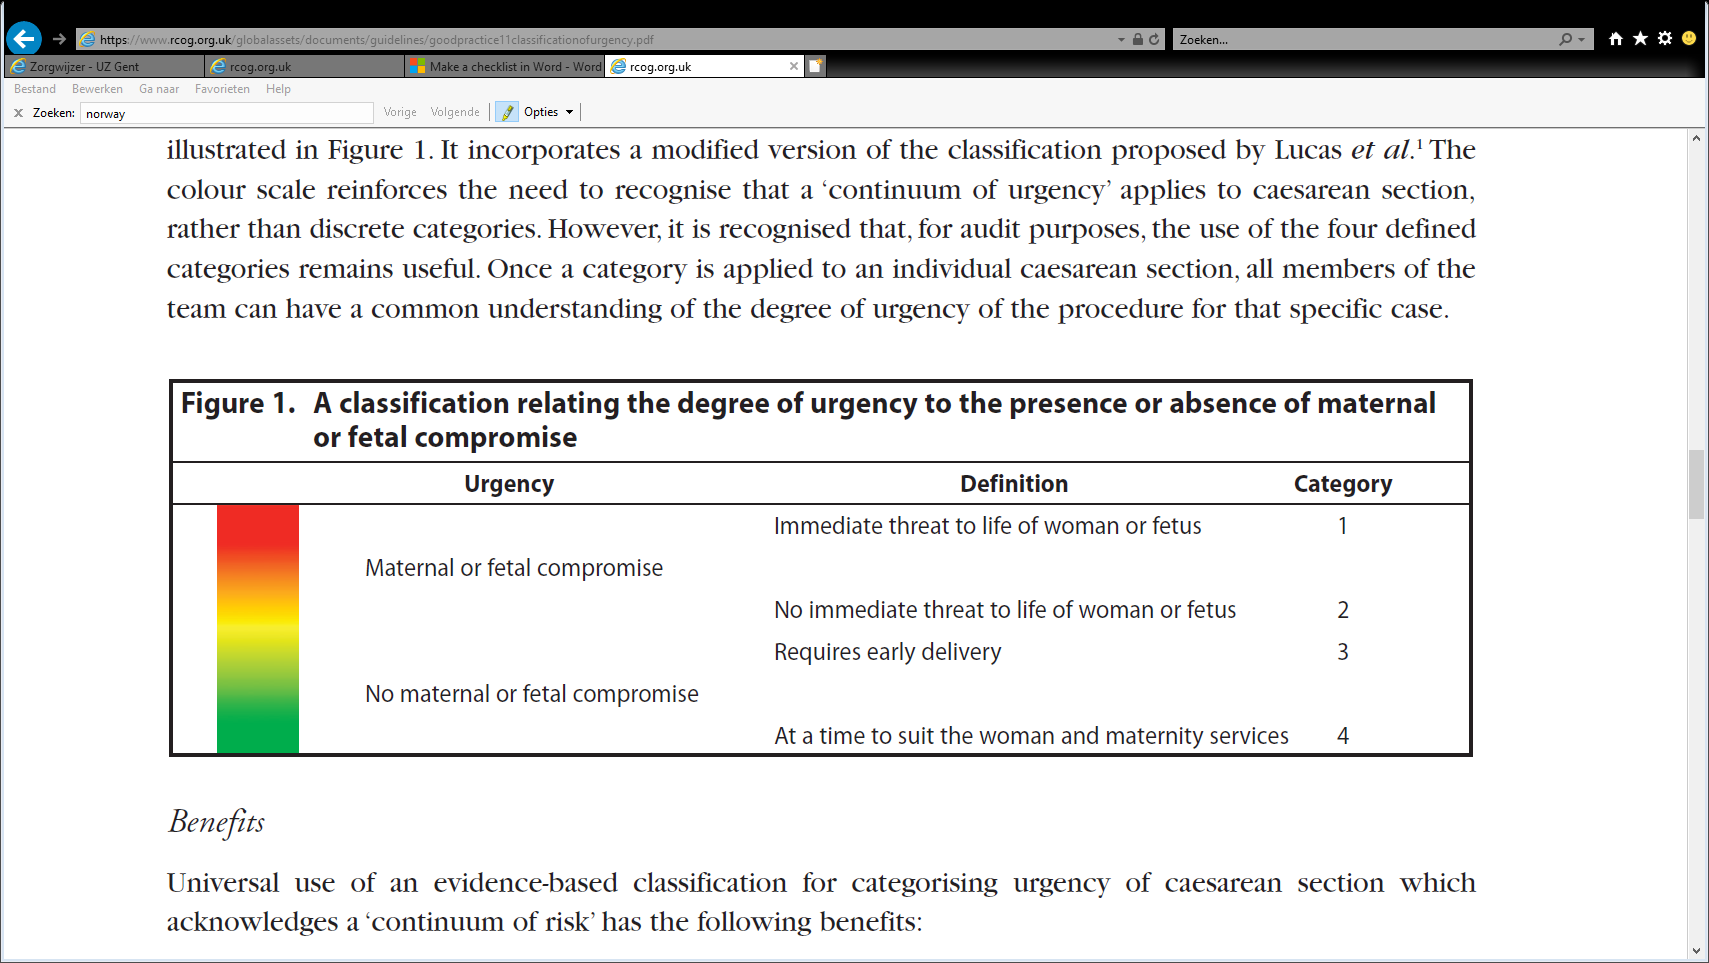 https://www.rcog.org.uk/globalassets/documents/guidelines/goodpractice11classificationofurgency.pdf
Zoeken...
Zorgwijzer - UZ Gent
rcog.org.uk
Make a checklist in Word - Word
rcog.org.uk
Bestand Bewerken Ga naar Favorieten Help
x Zoeken: norway Vorige Volgende Opties
illustrated in Figure 1. It incorporates a modified version of the classification proposed by Lucas et al.¹ The
colour scale reinforces the need to recognise that a ‘continuum of urgency’ applies to caesarean section,
rather than discrete categories. However, it is recognised that, for audit purposes, the use of the four defined
categories remains useful. Once a category is applied to an individual caesarean section, all members of the
team can have a common understanding of the degree of urgency of the procedure for that specific case.
Figure 1. A classification relating the degree of urgency to the presence or absence of maternal
or fetal compromise
Urgency Definition Category
Immediate threat to life of woman or fetus 1
Maternal or fetal compromise
No immediate threat to life of woman or fetus 2
Requires early delivery 3
No maternal or fetal compromise
At a time to suit the woman and maternity services 4
Benefits
Universal use of an evidence-based classification for categorising urgency of caesarean section which
acknowledges a ‘continuum of risk’ has the following benefits: